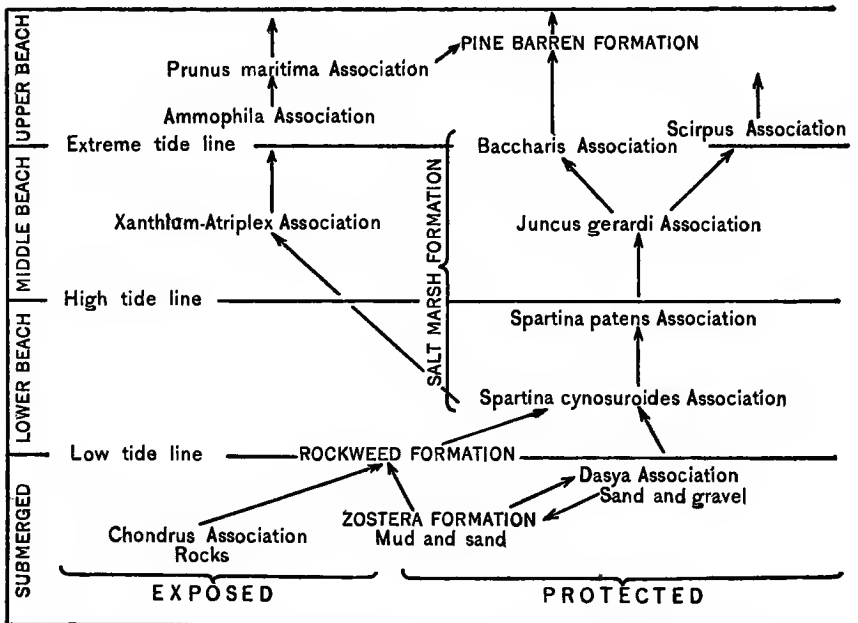 UPPER BEACH
PINE BARREN FORMATION
Prunus maritima Association
Ammophila Association
Scirpus Association
Extreme tide line
Baccharis Association
MIDDLE BEACH
SALT MARSH FORMATION
Xanthium-Atriplex Association
Juncus gerardi Association
High tide line
Spartina patens Association
LOWER BEACH
Spartina cynosuroides Association
Low tide line
ROCKWEED FORMATION
Dasya Association
Sand and gravel
SUBMERGED
ZOSTERA FORMATION
Mud and sand
Chondrus Association
Rocks
EXPOSED
PROTECTED